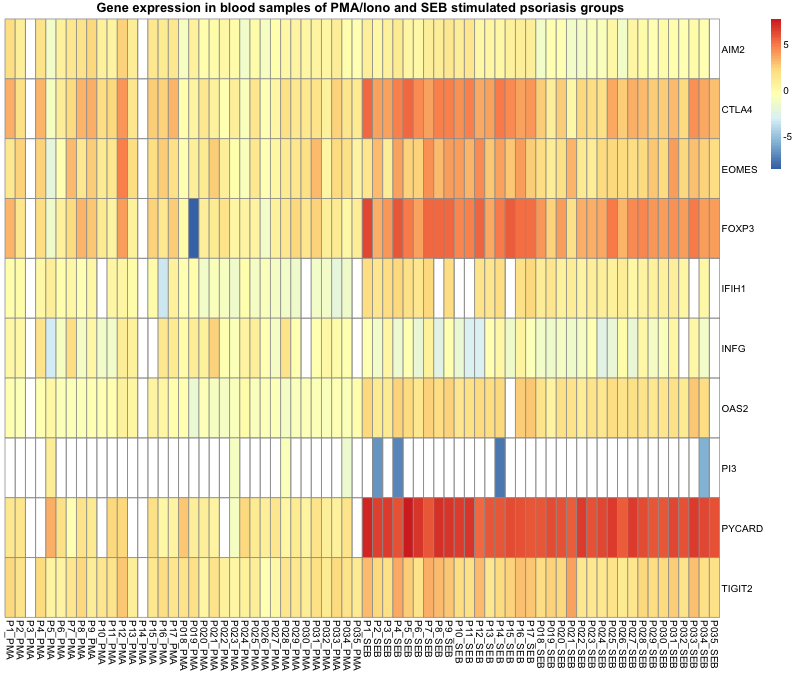 Gene expression in blood samples of PMA/Iono and SEB stimulated psoriasis groups
5
0
-5
AIM2
CTLA4
EOMES
FOXP3
IFIH1
INFG
OAS2
PI3
PYCARD
TIGIT2
P1_PMA
P2_PMA
P3_PMA
P4_PMA
P5_PMA
P6_PMA
P7_PMA
P8_PMA
P9_PMA
P10_PMA
P11_PMA
P12_PMA
P13_PMA
P14_PMA
P15_PMA
P16_PMA
P17_PMA
P018_PMA
P019_PMA
P020_PMA
P021_PMA
P022_PMA
P023_PMA
P024_PMA
P025_PMA
P026_PMA
P027_PMA
P028_PMA
P029_PMA
P030_PMA
P031_PMA
P032_PMA
P033_PMA
P034_PMA
P035_PMA
P1_SEB
P2_SEB
P3_SEB
P4_SEB
P5_SEB
P6_SEB
P7_SEB
P8_SEB
P9_SEB
P10_SEB
P11_SEB
P12_SEB
P13_SEB
P14_SEB
P15_SEB
P16_SEB
P17_SEB
P018_SEB
P019_SEB
P020_SEB
P021_SEB
P022_SEB
P023_SEB
P024_SEB
P025_SEB
P026_SEB
P027_SEB
P029_SEB
P030_SEB
P031_SEB
P032_SEB
P033_SEB
P034_SEB
P035_SEB